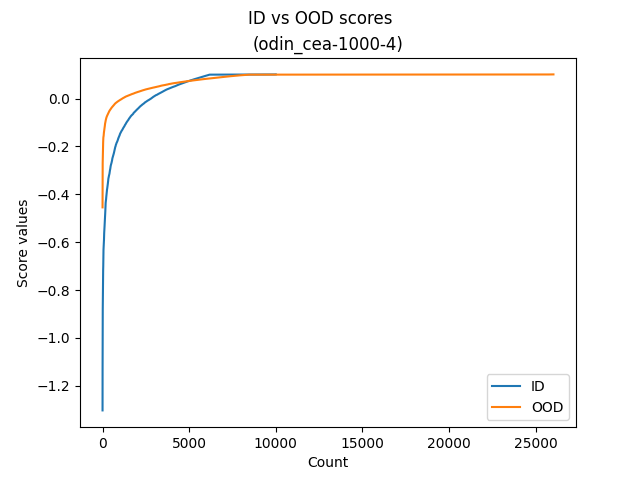 ID vs OOD scores
(odin_cea-1000-4)
Score values
0.0
−0.2
−0.4
−0.6
−0.8
−1.0
−1.2
0
5000
10000
15000
20000
25000
Count
ID
OOD